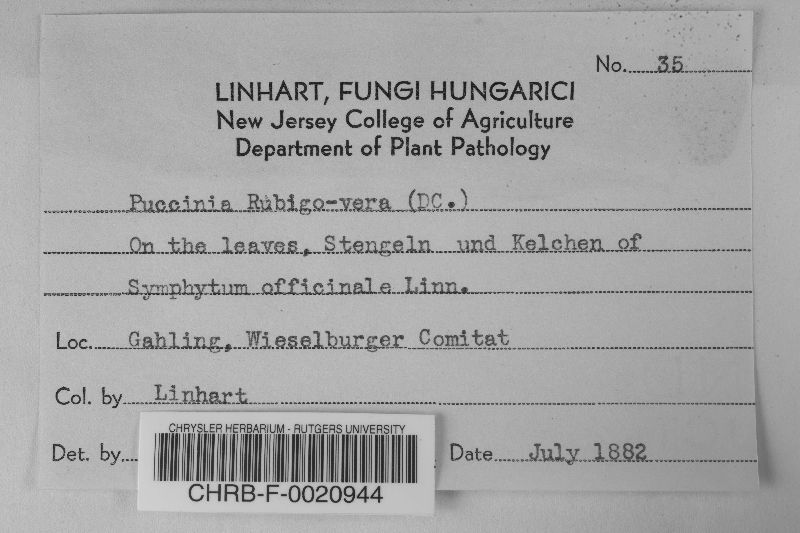 No. 35
LINHART, FUNGI HUNGARICI
New Jersey College of Agriculture
Department of Plant Pathology
Puccinia Rubigo-vera (DC.)
On the leaves, Stengeln und Kelchen of
Symphytum officinale Linn.
Loc. Gahling, Wieselburger Comitat
Col. by Linhart
Det. by Date July 1882
CHRYSLER HERBARIUM - RUTGERS UNIVERSITY
CHRB-F-0020944